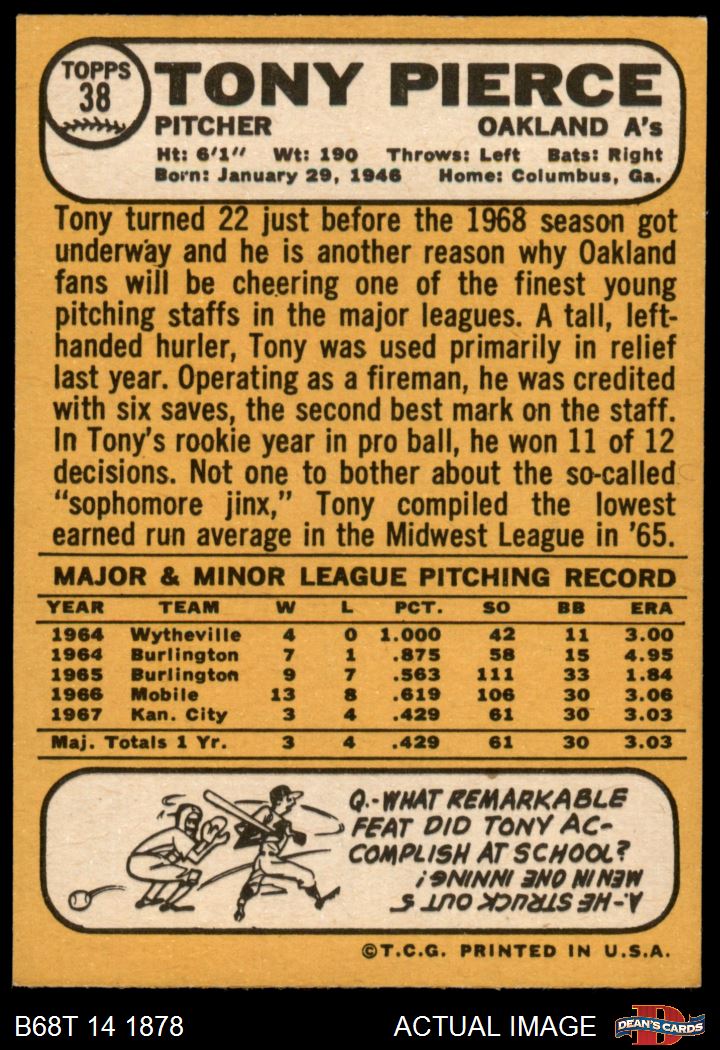 TOPPS
38
TONY PIERCE
PITCHER OAKLAND A's
Ht: 6'1" Wt: 190 Throws: Left Bats: Right
Born: January 29, 1946 Home: Columbus, Ga.
Tony turned 22 just before the 1968 season got
underway and he is another reason why Oakland
fans will be cheering one of the finest young
pitching staffs in the major leagues. A tall, left-
handed hurler, Tony was used primarily in relief
last year. Operating as a fireman, he was credited
with six saves, the second best mark on the staff.
In Tony's rookie year in pro ball, he won 11 of 12
decisions. Not one to bother about the so-called
“sophomore jinx,” Tony compiled the lowest
earned run average in the Midwest League in '65.
MAJOR & MINOR LEAGUE PITCHING RECORD
YEAR TEAM W L PCT. SO BB ERA
1964 Wytheville 4 0 1.000 42 11 3.00
1964 Burlington 7 1 .875 58 15 4.95
1965 Burlington 9 7 .563 111 33 1.84
1966 Mobile 13 8 .619 106 30 3.06
1967 Kan. City 3 4 .429 61 30 3.03
Maj. Totals 1 Yr. 3 4 .429 61 30 3.03
Q.-WHAT REMARKABLE
FEAT DID TONY AC-
COMPLISH AT SCHOOL?
A.-HE STRUCK OUT 5
MEN IN ONE INNING!
©T.C.G. PRINTED IN U.S.A.
B68T 14 1878 ACTUAL IMAGE D DEAN'S CARDS